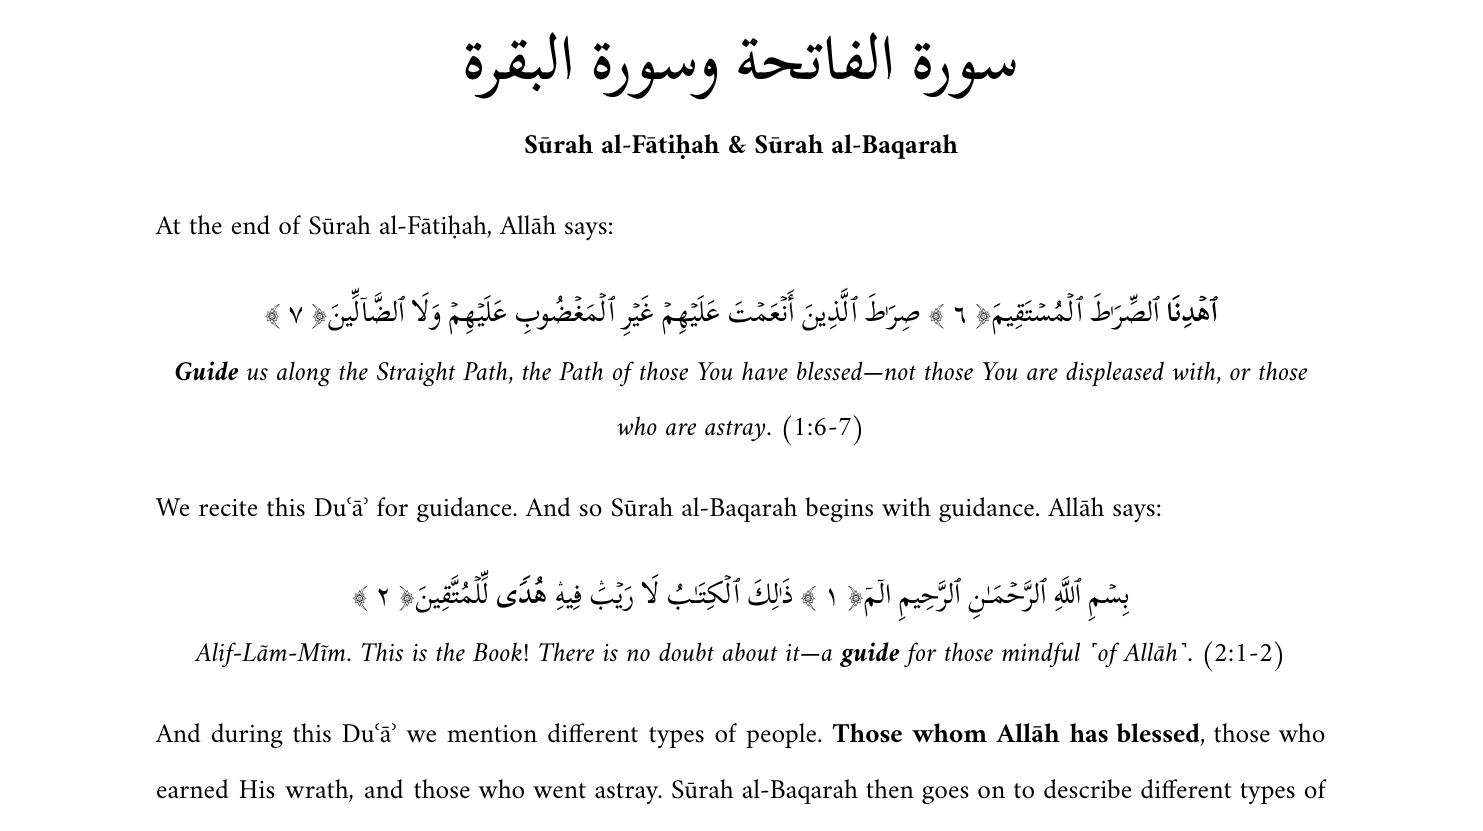 سورة الفاتحة وسورة البقرة
Sūrah al-Fātiḥah & Sūrah al-Baqarah
At the end of Sūrah al-Fātiḥah, Allāh says:
ٱهۡدِنَا ٱلصِّرَٰطَ ٱلۡمُسۡتَقِيمَ﴿ ٦ ﴾ صِرَٰطَ ٱلَّذِينَ أَنۡعَمۡتَ عَلَيۡهِمۡ غَيۡرِ ٱلۡمَغۡضُوبِ عَلَيۡهِمۡ وَلَا ٱلضَّآلِّينَ﴿ ٧ ﴾
Guide us along the Straight Path, the Path of those You have blessed—not those You are displeased with, or those
who are astray. (1:6-7)
We recite this Duʿāʾ for guidance. And so Sūrah al-Baqarah begins with guidance. Allāh says:
بِسۡمِ ٱللَّهِ ٱلرَّحۡمَـٰنِ ٱلرَّحِيمِ الٓمٓ﴿ ١ ﴾ ذَٰلِكَ ٱلۡكِتَـٰبُ لَا رَيۡبَۛ فِيهِۛ هُدًى لِّلۡمُتَّقِينَ﴿ ٢ ﴾
Alif-Lãm-Mĩm. This is the Book! There is no doubt about it—a guide for those mindful ˹of Allāh˺. (2:1-2)
And during this Duʿāʾ we mention different types of people. Those whom Allāh has blessed, those who
earned His wrath, and those who went astray. Sūrah al-Baqarah then goes on to describe different types of